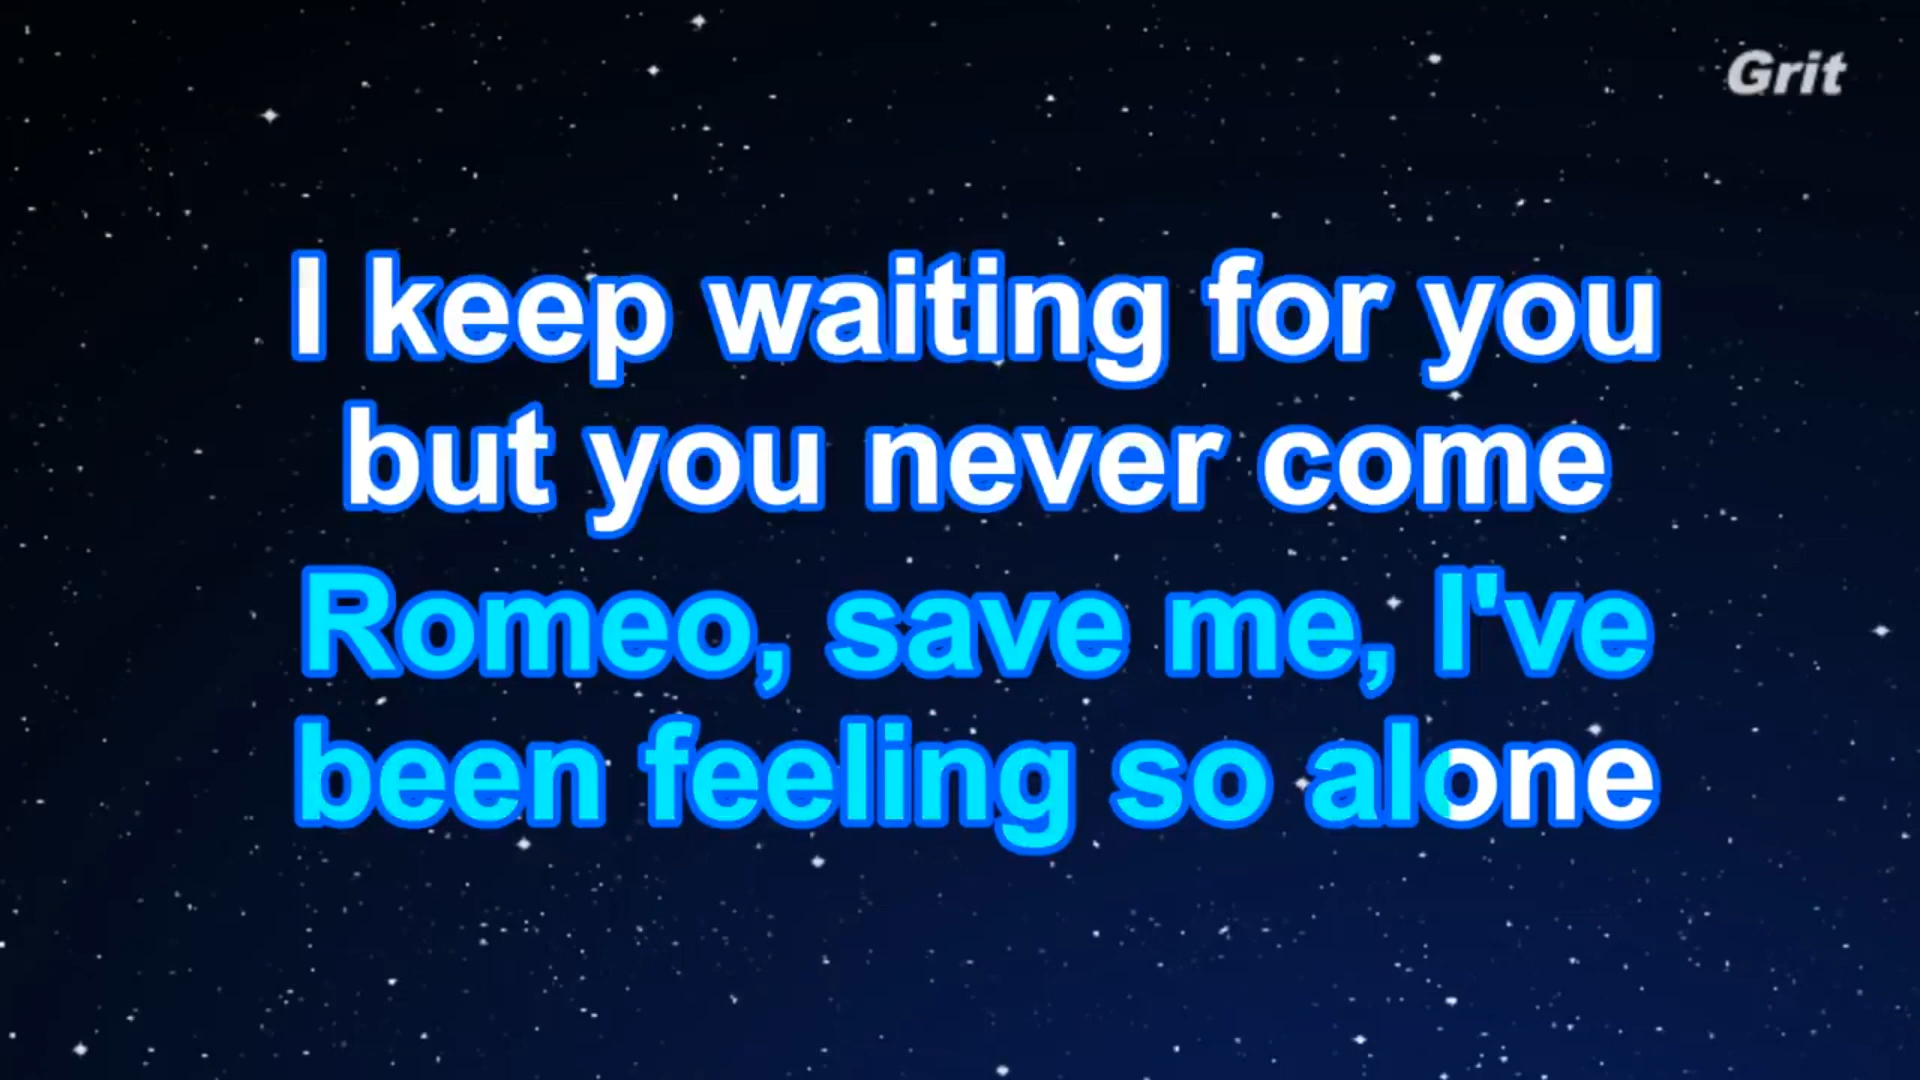 Grit
I keep waiting for you
but you never come
Romeo, save me, I've
been feeling so alone